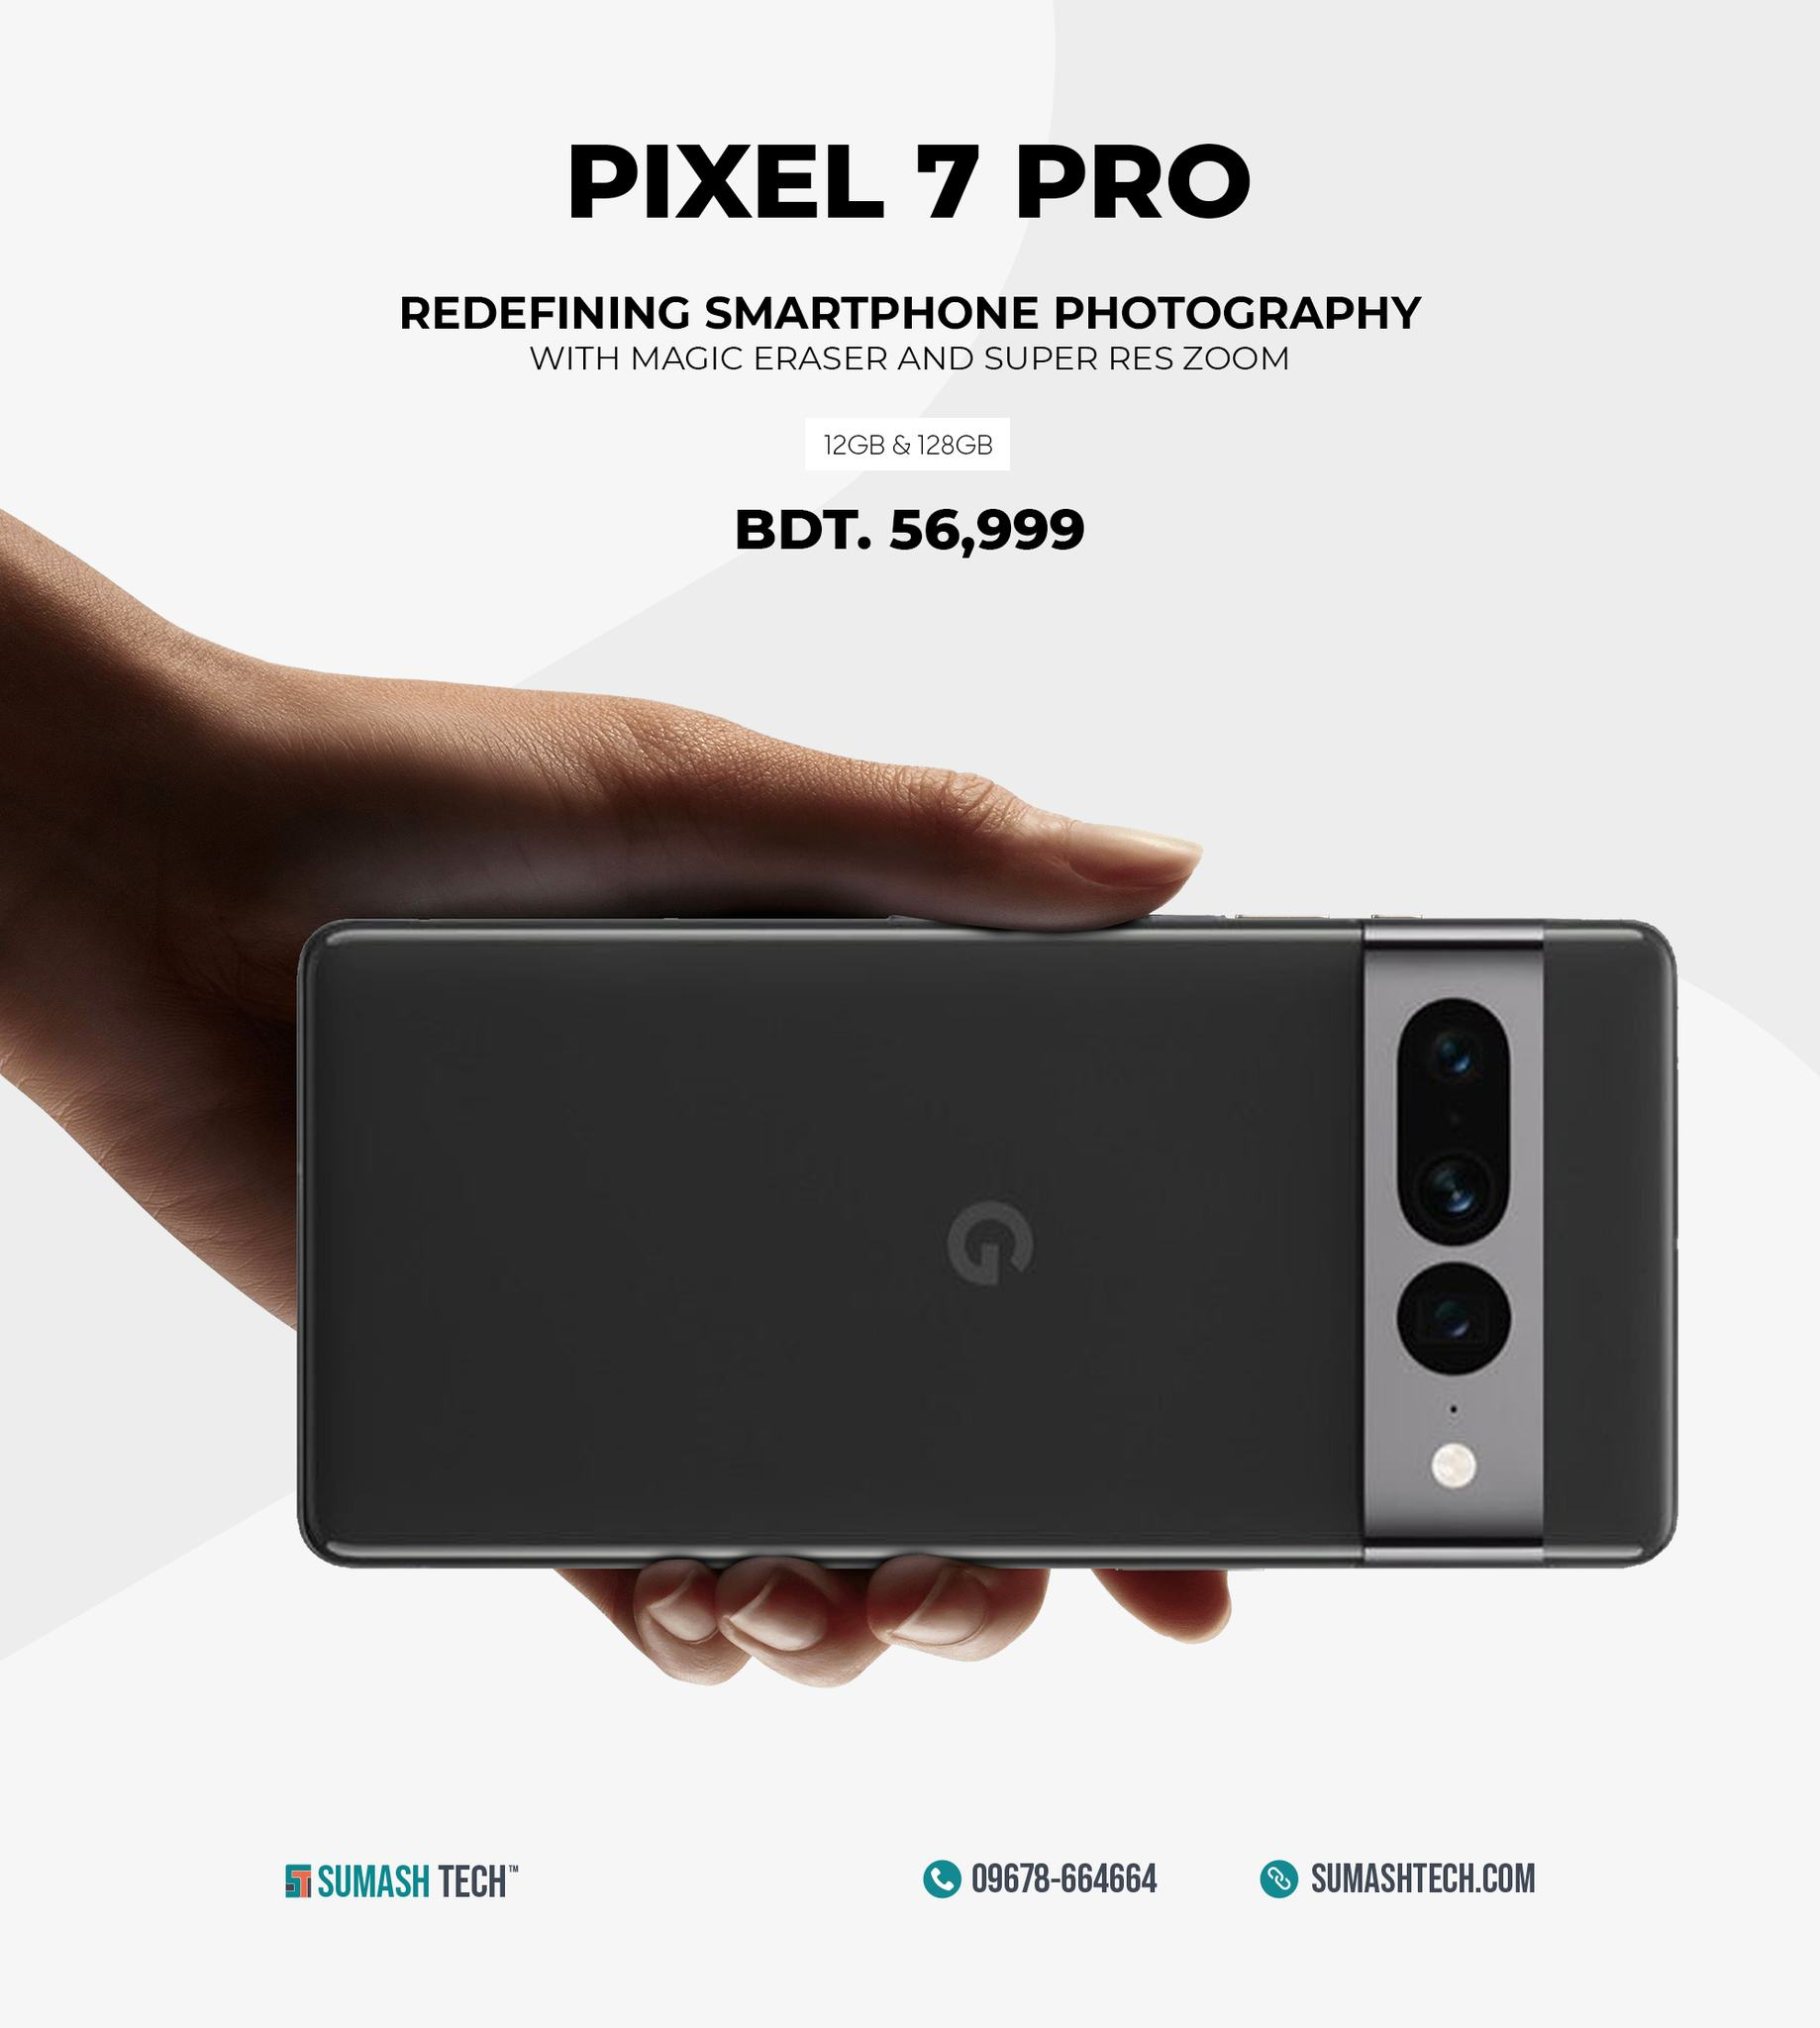 PIXEL 7 PRO
REDEFINING SMARTPHONE PHOTOGRAPHY
WITH MAGIC ERASER AND SUPER RES ZOOM
12GB & 128GB
BDT. 56,999
G
SUMASH TECH™
09678-664664
SUMASHTECH.COM